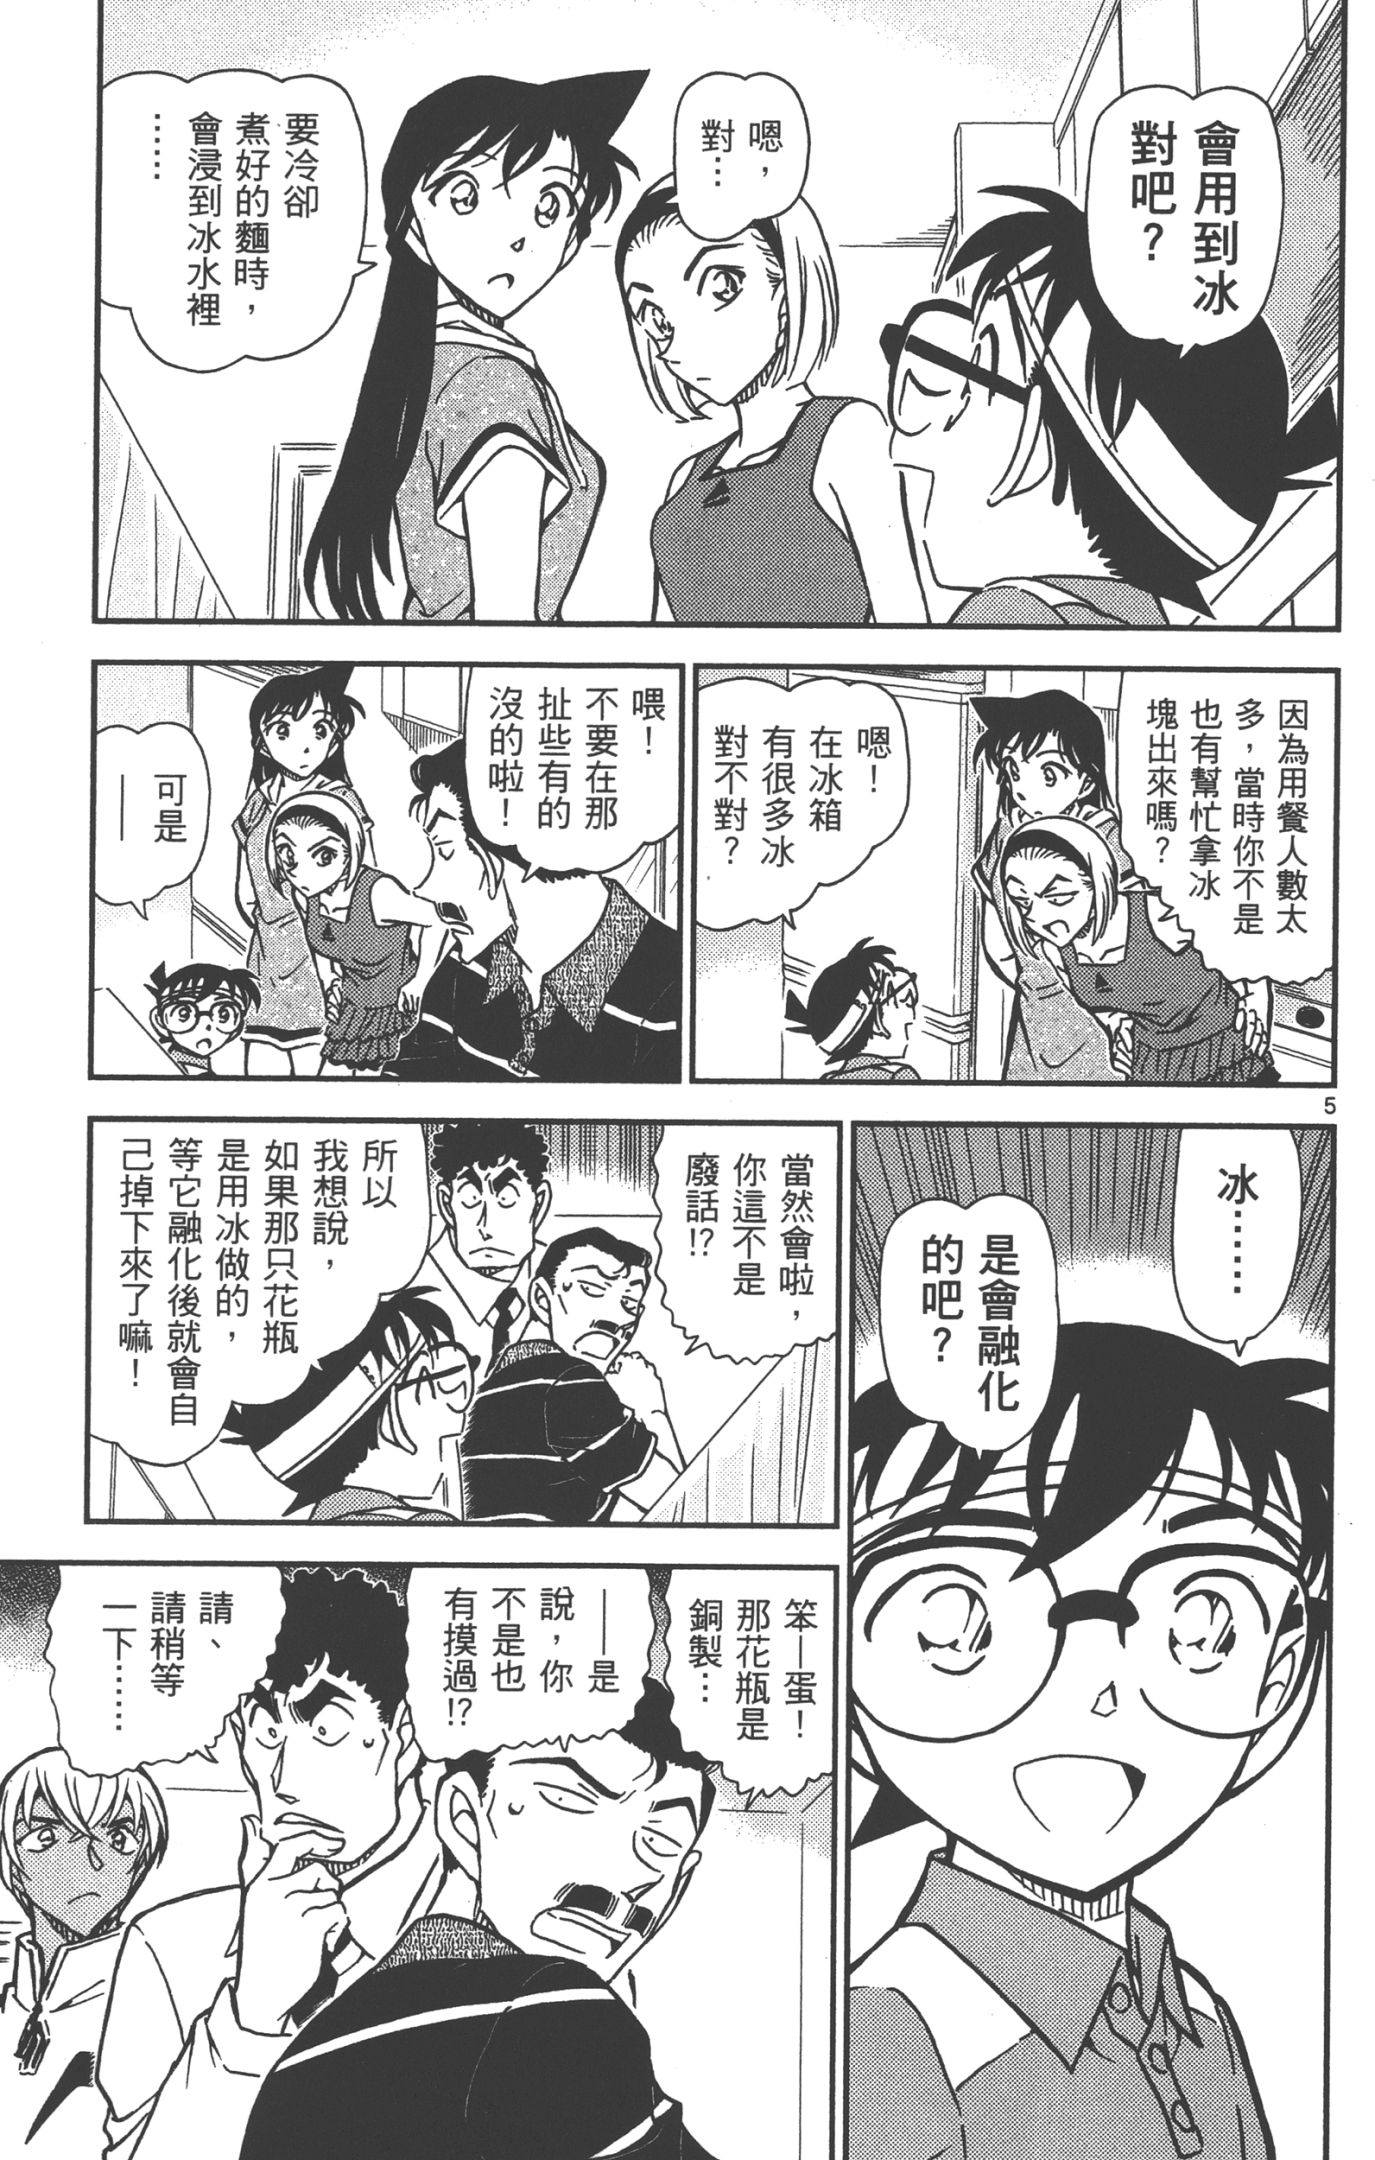 會用到冰
對吧？
嗯，
對…
要冷卻
煮好的麵時，
會浸到冰水裡
……
因為用餐人數太
多，當時你不是
也有幫忙拿冰
塊出來嗎？
嗯！
在冰箱
有很多冰
對不對？
喂！
不要在那
扯些有的
沒的啦！
可是
——
5
冰……
是會融化
的吧？
當然會啦，
你這不是
廢話!?
所以
我想說，
如果那只花瓶
是用冰做的，
等它融化後就會自
己掉下來了嘛！
笨—蛋！
那花瓶是
銅製…
——是
說，你
不是也
有摸過!?
請、
請稍等
一下……